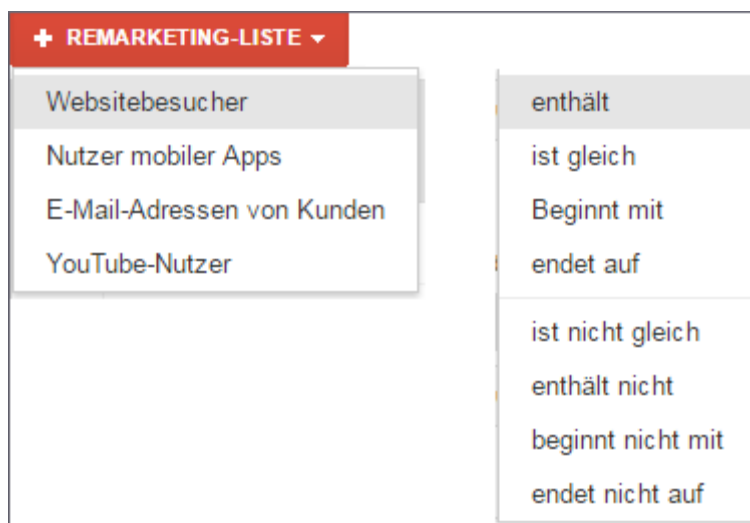 + REMARKETING-LISTE
Websitebesucher
Nutzer mobiler Apps
E-Mail-Adressen von Kunden
YouTube-Nutzer
enthält
ist gleich
Beginnt mit
endet auf
ist nicht gleich
enthält nicht
beginnt nicht mit
endet nicht auf